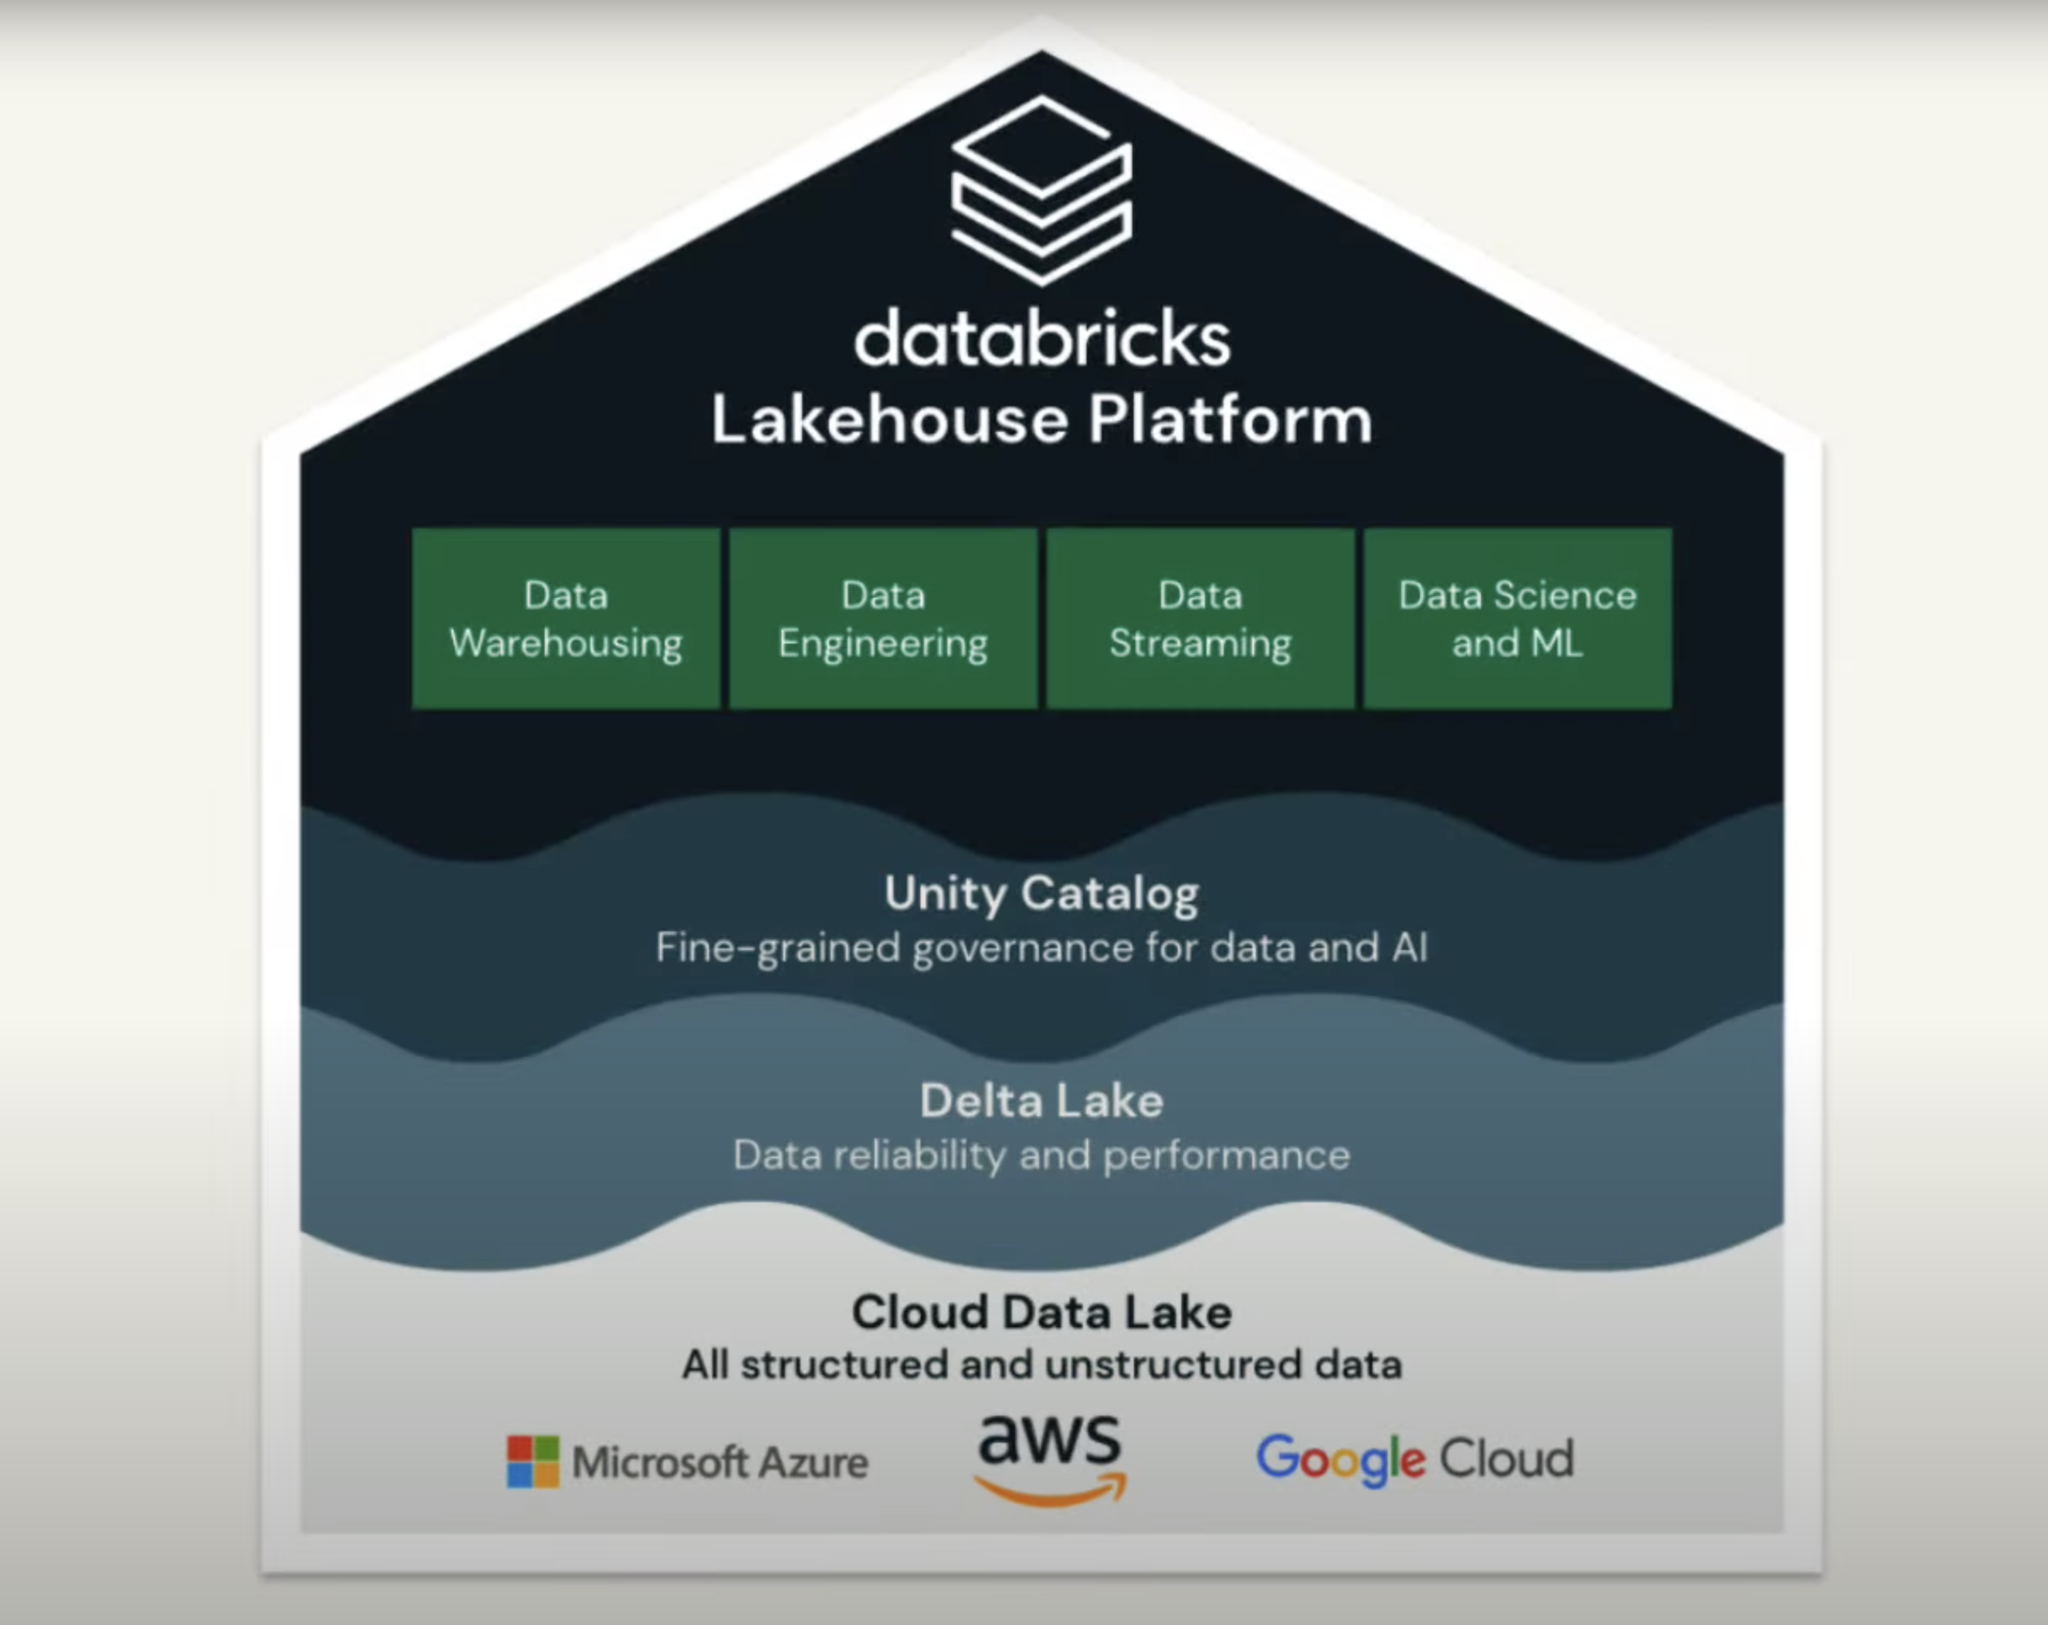 databricks
Lakehouse Platform
Data
Warehousing
Data
Engineering
Data
Streaming
Data Science
and ML
Unity Catalog
Fine-grained governance for data and AI
Delta Lake
Data reliability and performance
Cloud Data Lake
All structured and unstructured data
Microsoft Azure
aws
Google Cloud